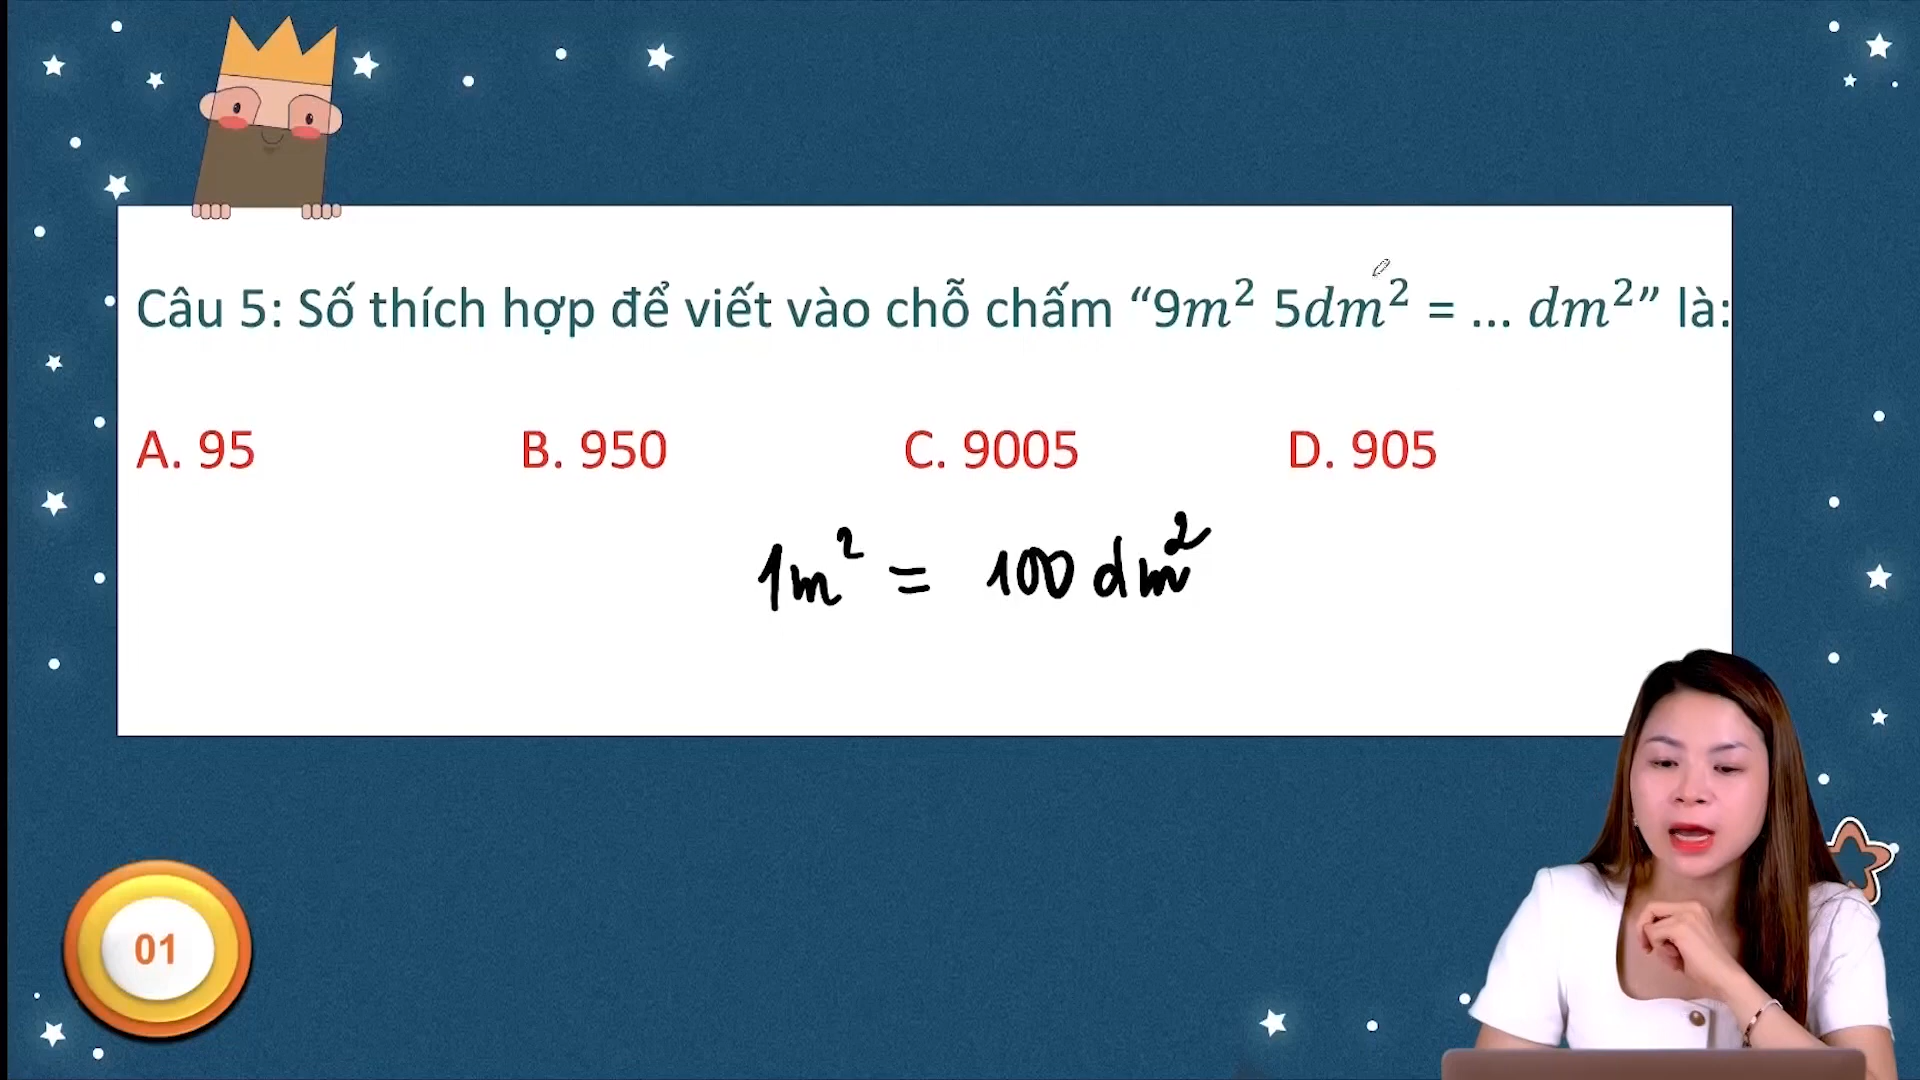 Câu 5: Số thích hợp để viết vào chỗ chấm “9m² 5dm² = ... dm²” là:
A. 95 B. 950 C. 9005 D. 905
1m² = 100 dm²
01